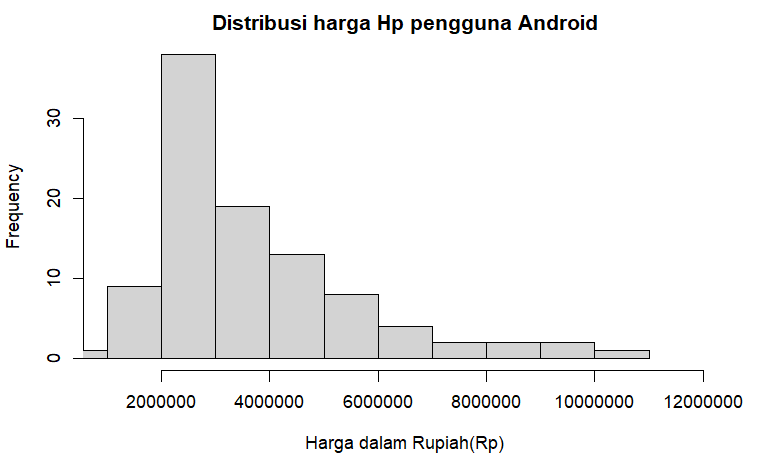 Distribusi harga Hp pengguna Android
Frequency
30
20
10
0
2000000 4000000 6000000 8000000 10000000 12000000
Harga dalam Rupiah(Rp)